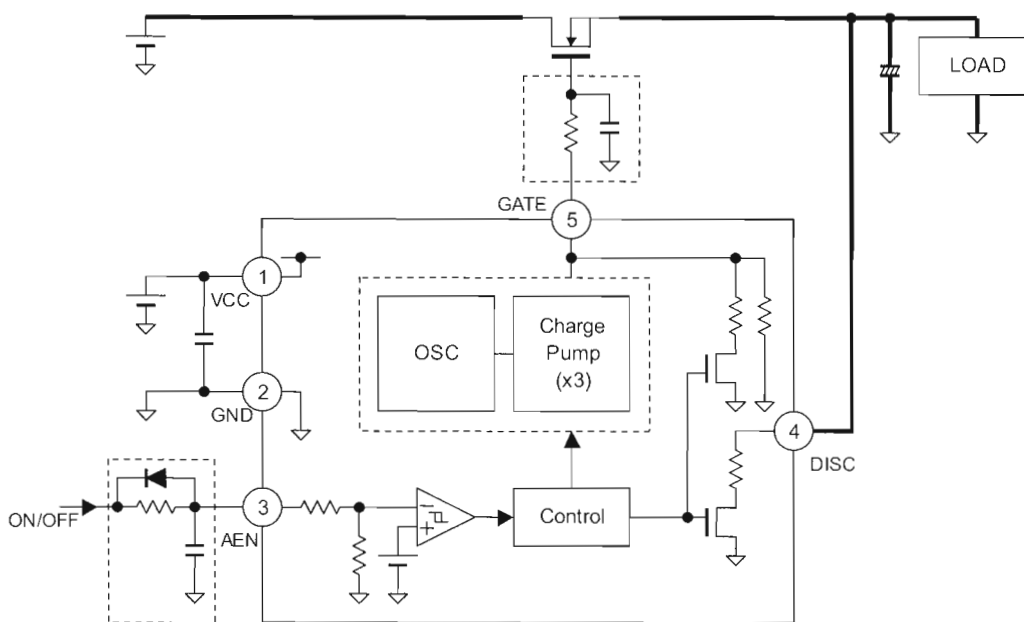 LOAD
GATE
5
1
VCC
OSC
Charge
Pump
(x3)
2
GND
4
DISC
3
ON/OFF
AEN
Control